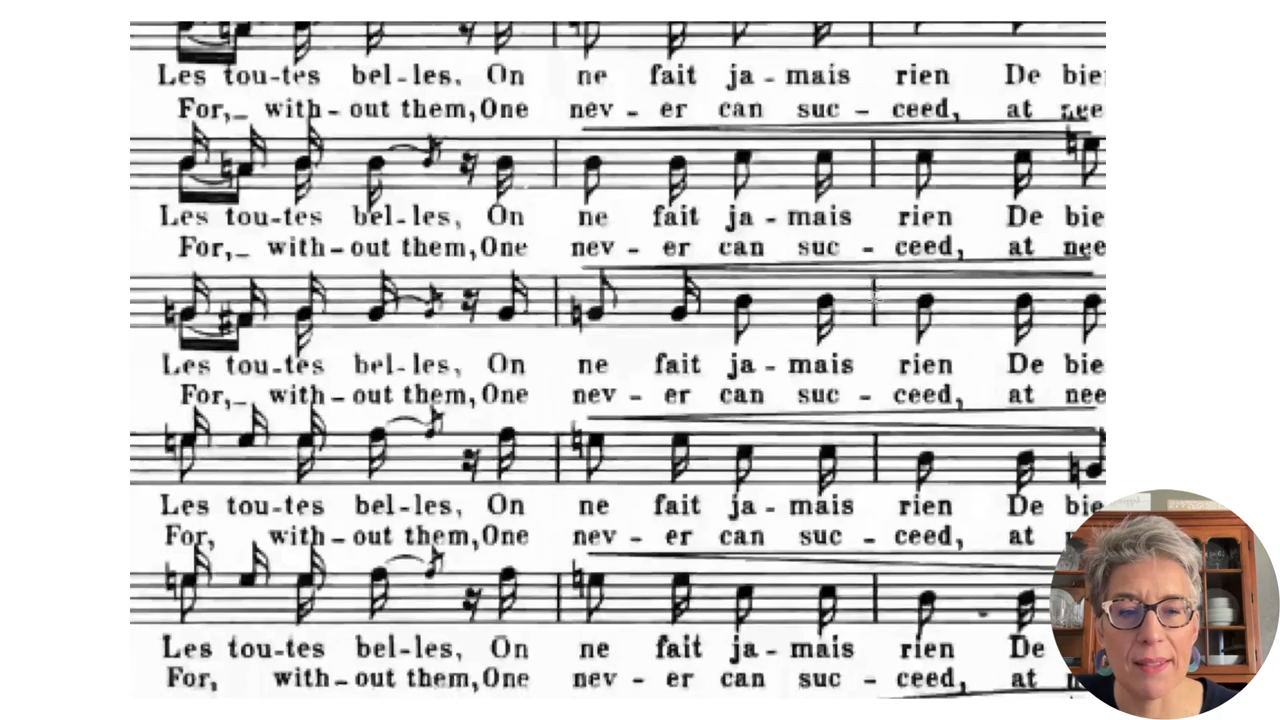 Les tou-tes bel-les, On ne fait ja-mais rien De bie
For,_ with-out them, One nev-er can suc-ceed, at nee
Les tou-tes bel-les, On ne fait ja-mais rien De bie
For,_ with-out them, One nev-er can suc-ceed, at nee
Les tou-tes bel-les, On ne fait ja-mais rien De bie
For,_ with-out them, One nev-er can suc-ceed, at nee
Les tou-tes bel-les, On ne fait ja-mais rien De bie
For, with-out them, One nev-er can suc-ceed, at
Les tou-tes bel-les, On ne fait ja-mais rien De
For, with-out them, One nev-er can suc-ceed, at